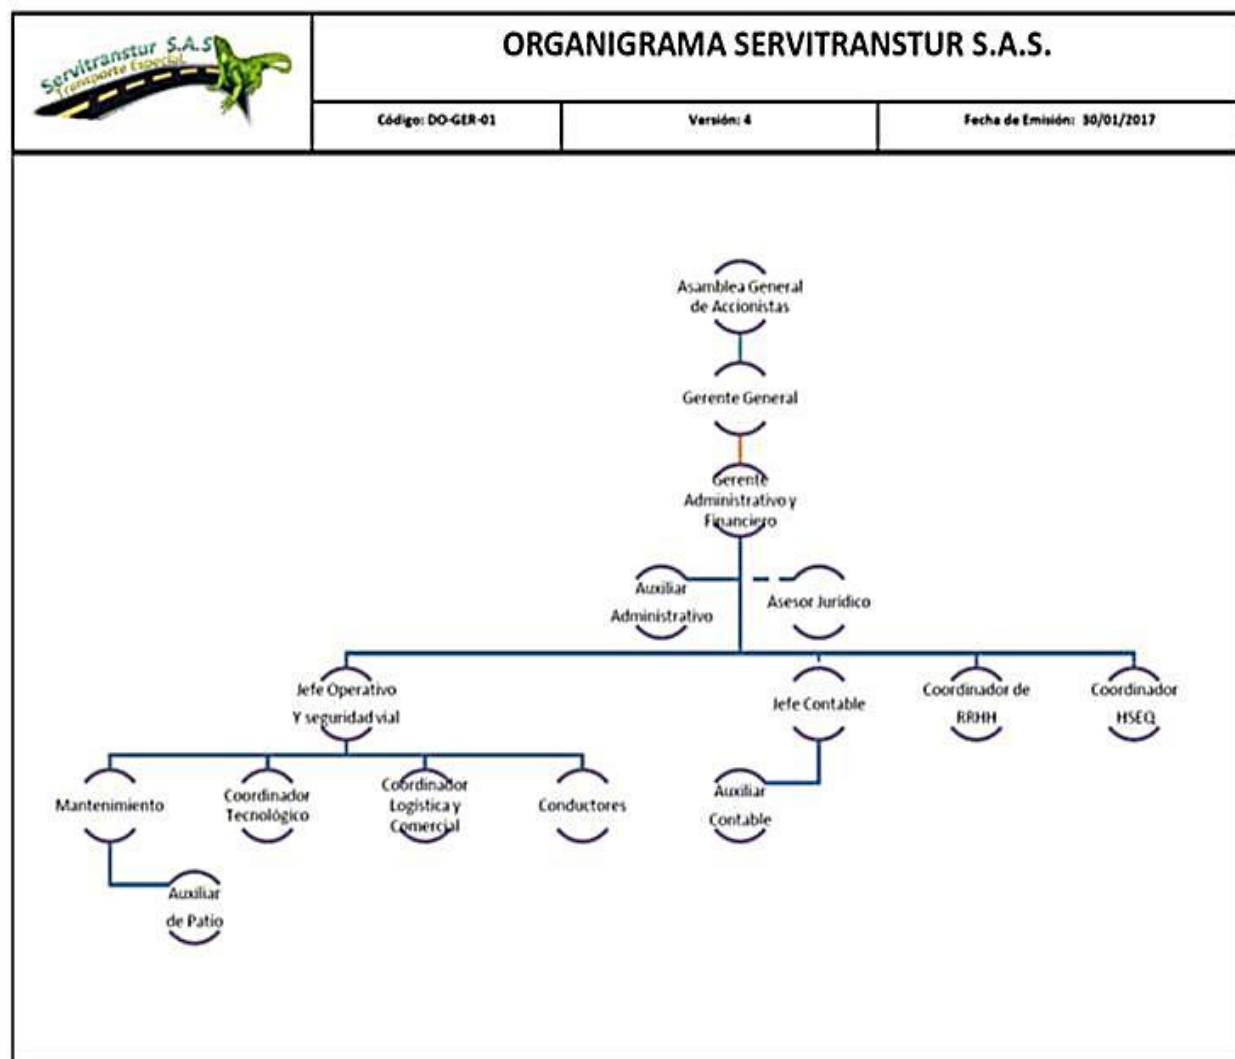 Servitranstur S.A.S
Transporte Especial
ORGANIGRAMA SERVITRANSTUR S.A.S.
Código: DO-GER-01
Versión: 4
Fecha de Emisión: 30/01/2017
Asamblea General
de Accionistas
Gerente General
Gerente
Administrativo y
Financiero
Auxiliar
Administrativo
Asesor Jurídico
Jefe Operativo
Y seguridad vial
Jefe Contable
Coordinador de
RRHH
Coordinador
HSEQ
Mantenimiento
Coordinador
Tecnológico
Coordinador
Logística y
Comercial
Conductores
Auxiliar
Contable
Auxiliar
de Patio